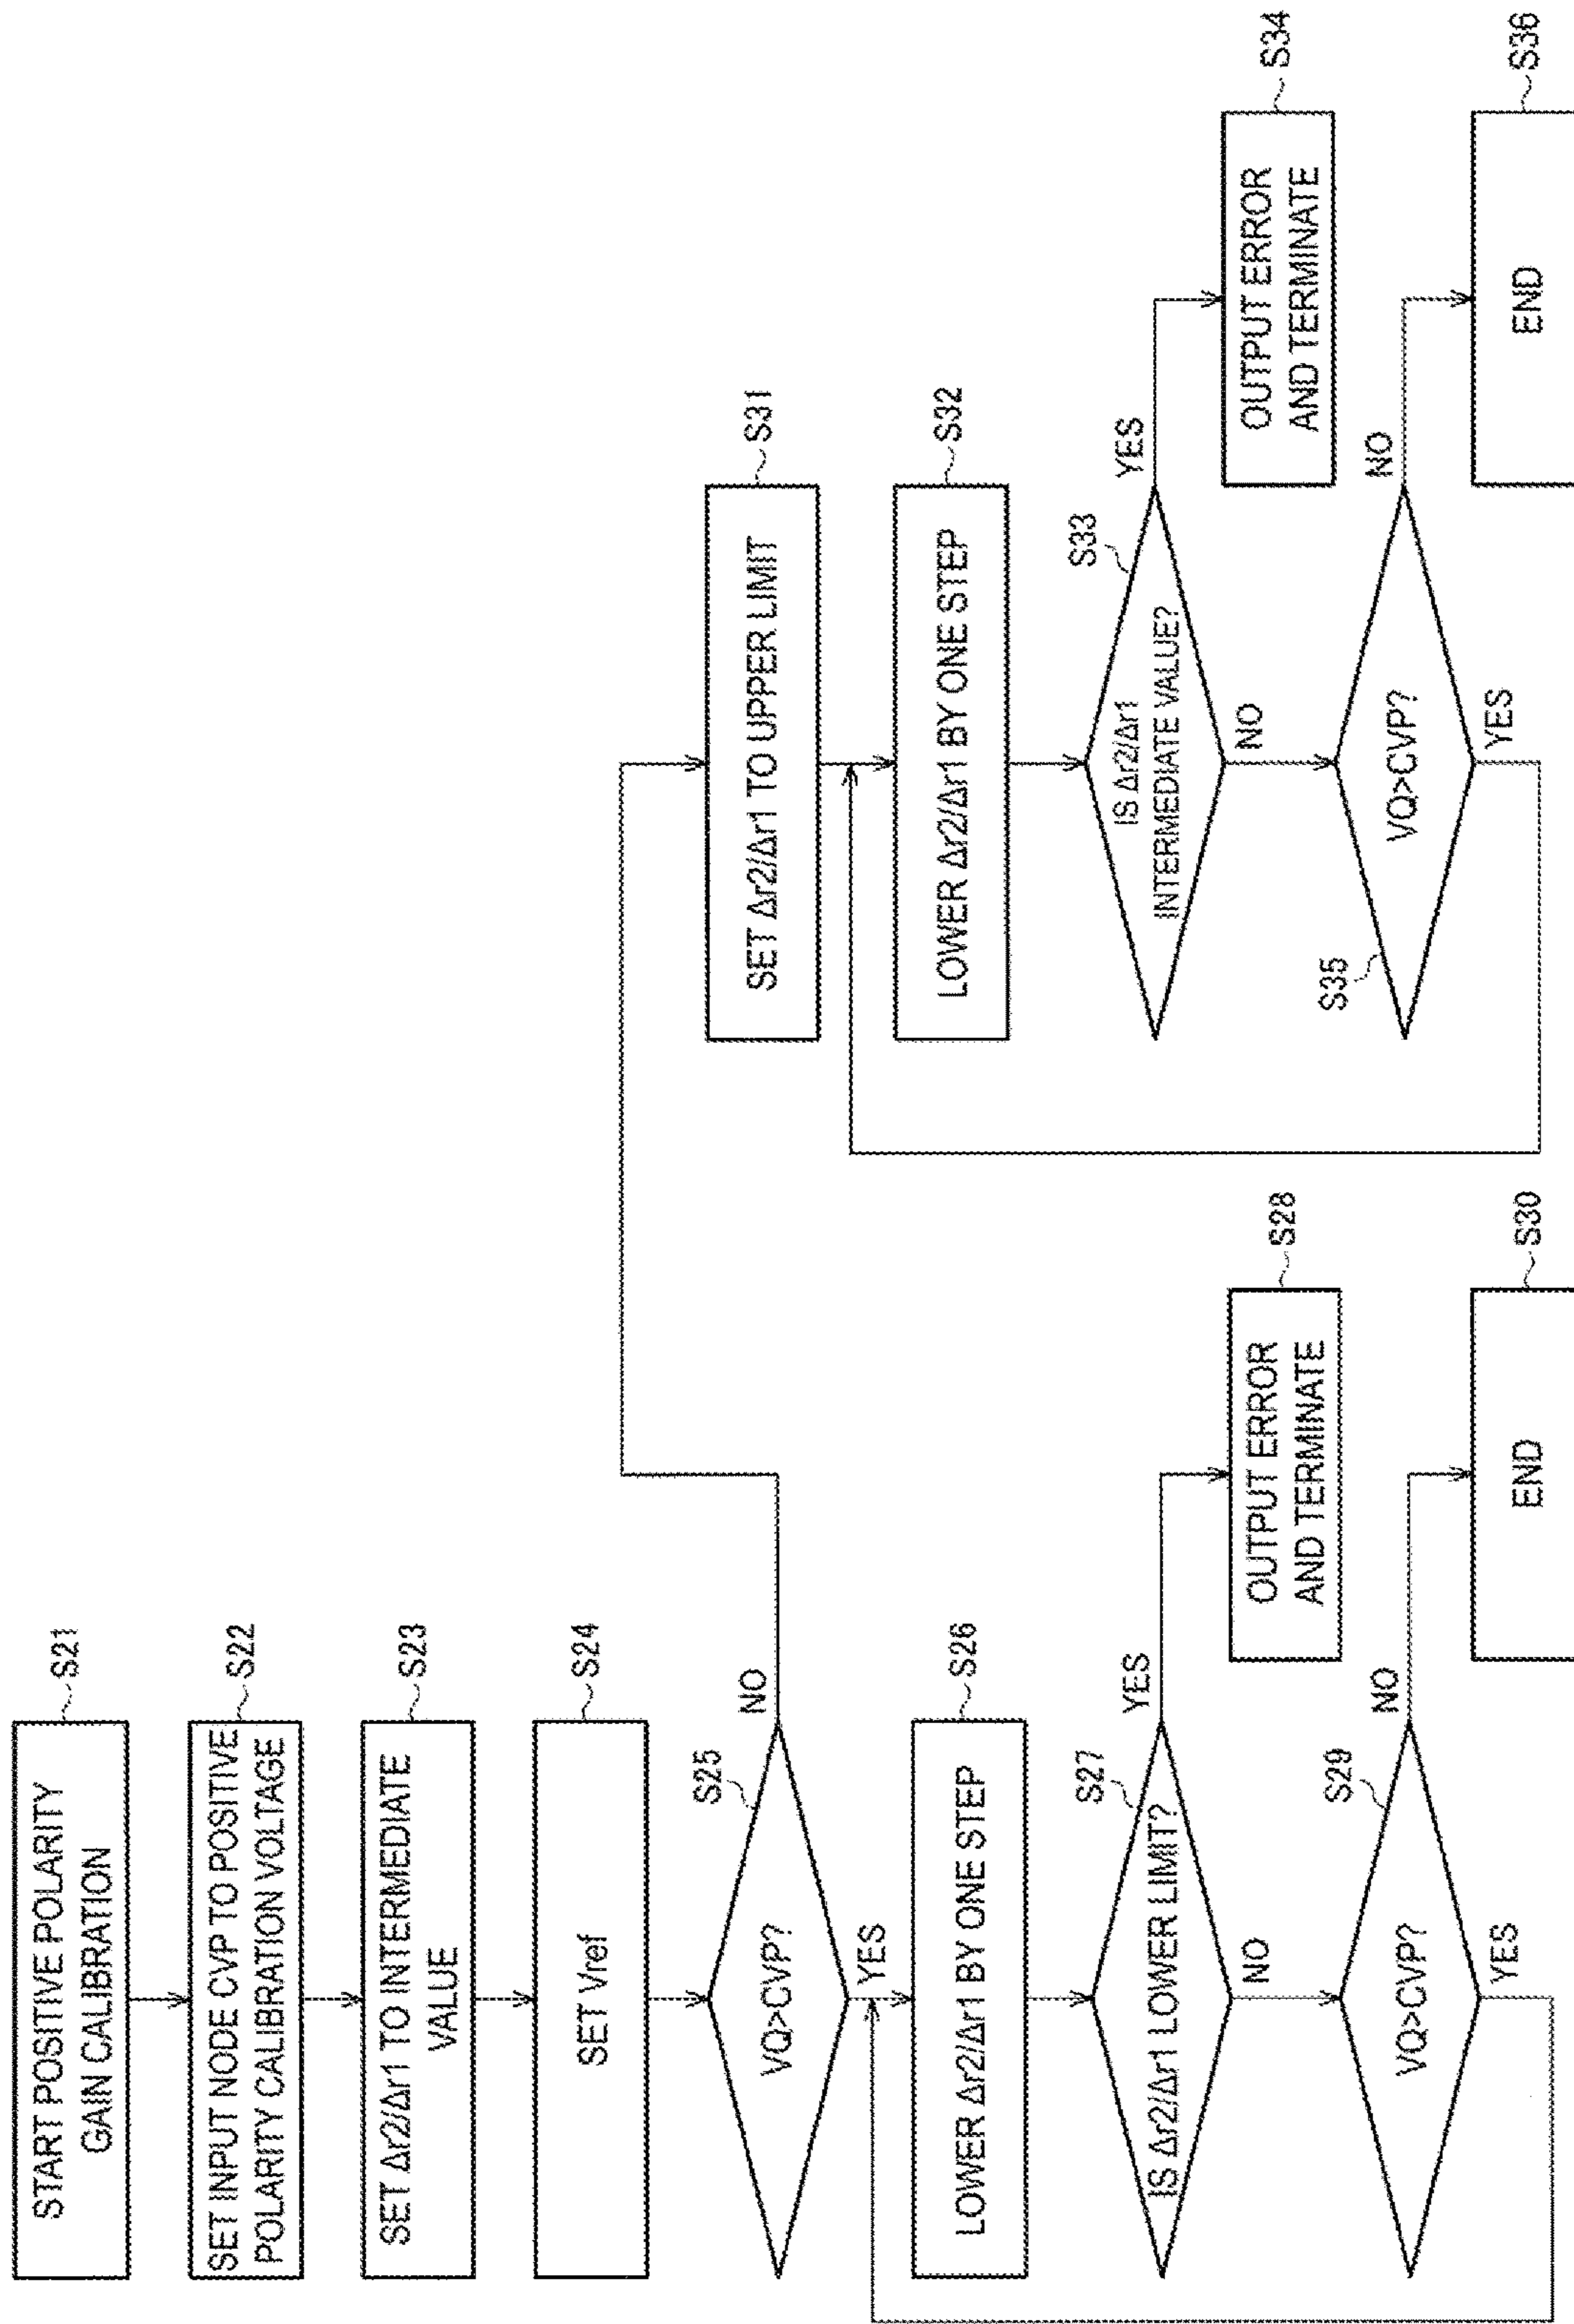 START POSITIVE POLARITY
GAIN CALIBRATION
S21
SET INPUT NODE CVP TO POSITIVE
POLARITY CALIBRATION VOLTAGE
S22
SET Δr2/Δr1 TO INTERMEDIATE
VALUE
S23
SET Vref
S24
VQ>CVP?
S25
NO
YES
LOWER Δr2/Δr1 BY ONE STEP
S26
IS Δr2/Δr1 LOWER LIMIT?
S27
YES
NO
OUTPUT ERROR
AND TERMINATE
S28
VQ>CVP?
S29
NO
YES
END
S30
SET Δr2/Δr1 TO UPPER LIMIT
S31
LOWER Δr2/Δr1 BY ONE STEP
S32
IS Δr2/Δr1
INTERMEDIATE VALUE?
S33
YES
NO
OUTPUT ERROR
AND TERMINATE
S34
VQ>CVP?
S35
NO
YES
END
S36